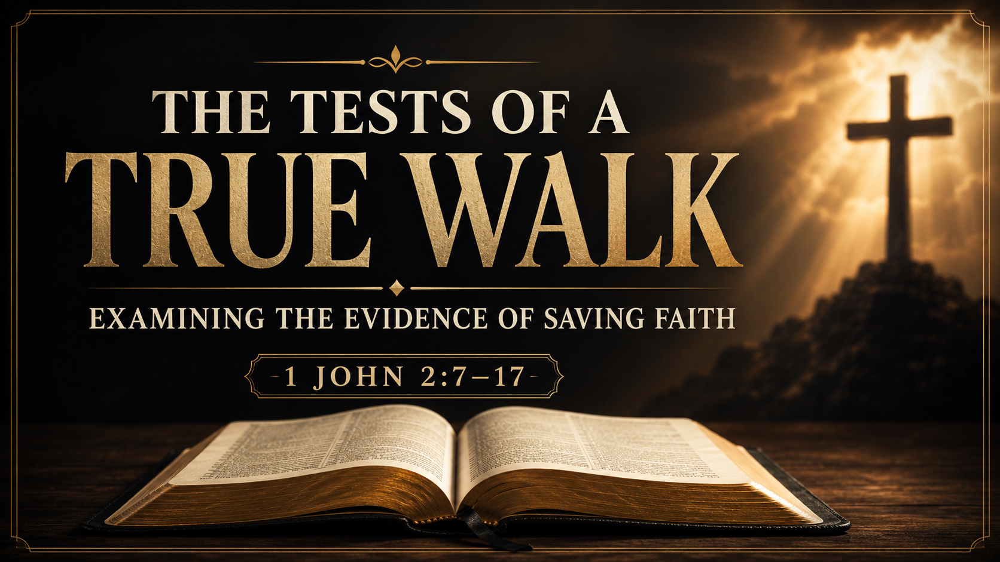 THE TESTS OF A
TRUE WALK
EXAMINING THE EVIDENCE OF SAVING FAITH
1 JOHN 2:7–17